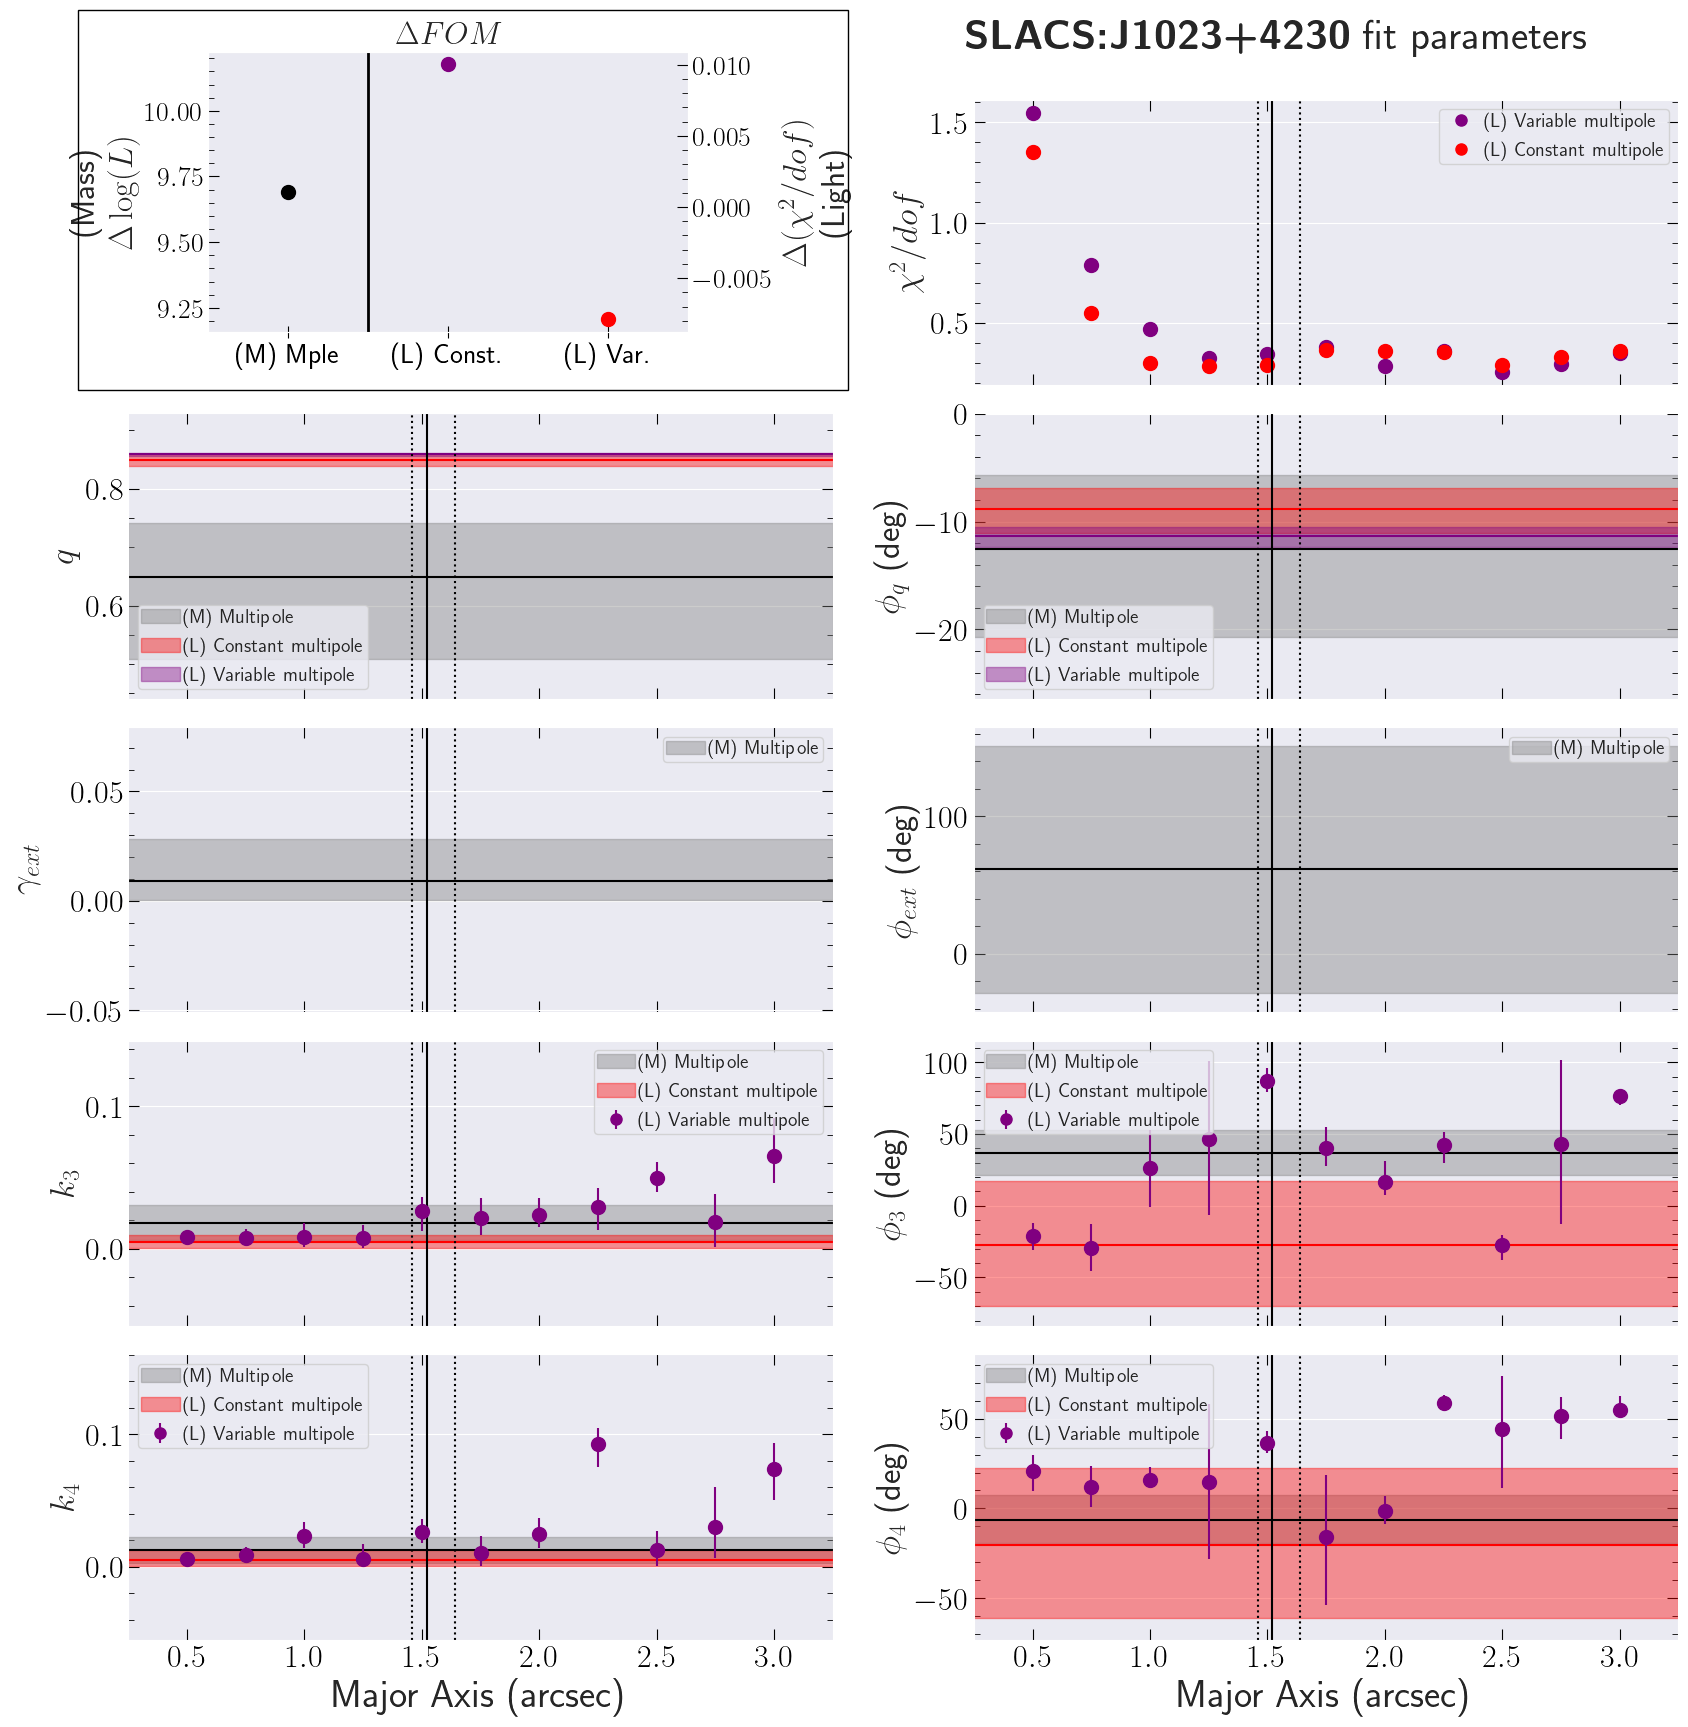 ΔFOM
SLACS:J1023+4230 fit parameters
(Mass)
Δ log(L)
10.00
9.75
9.50
9.25
0.010
0.005
0.000
−0.005
Δ(χ²/dof)
(Light)
(M) Mple
(L) Const.
(L) Var.
χ²/dof
1.5
1.0
0.5
(L) Variable multipole
(L) Constant multipole
q
0.8
0.6
(M) Multipole
(L) Constant multipole
(L) Variable multipole
ϕ_q (deg)
0
−10
−20
(M) Multipole
(L) Constant multipole
(L) Variable multipole
γ_ext
0.05
0.00
−0.05
(M) Multipole
ϕ_ext (deg)
100
0
(M) Multipole
k₃
0.1
0.0
(M) Multipole
(L) Constant multipole
(L) Variable multipole
ϕ₃ (deg)
100
50
0
−50
(M) Multipole
(L) Constant multipole
(L) Variable multipole
k₄
0.1
0.0
(M) Multipole
(L) Constant multipole
(L) Variable multipole
0.5 1.0 1.5 2.0 2.5 3.0
Major Axis (arcsec)
ϕ₄ (deg)
50
0
−50
(M) Multipole
(L) Constant multipole
(L) Variable multipole
0.5 1.0 1.5 2.0 2.5 3.0
Major Axis (arcsec)